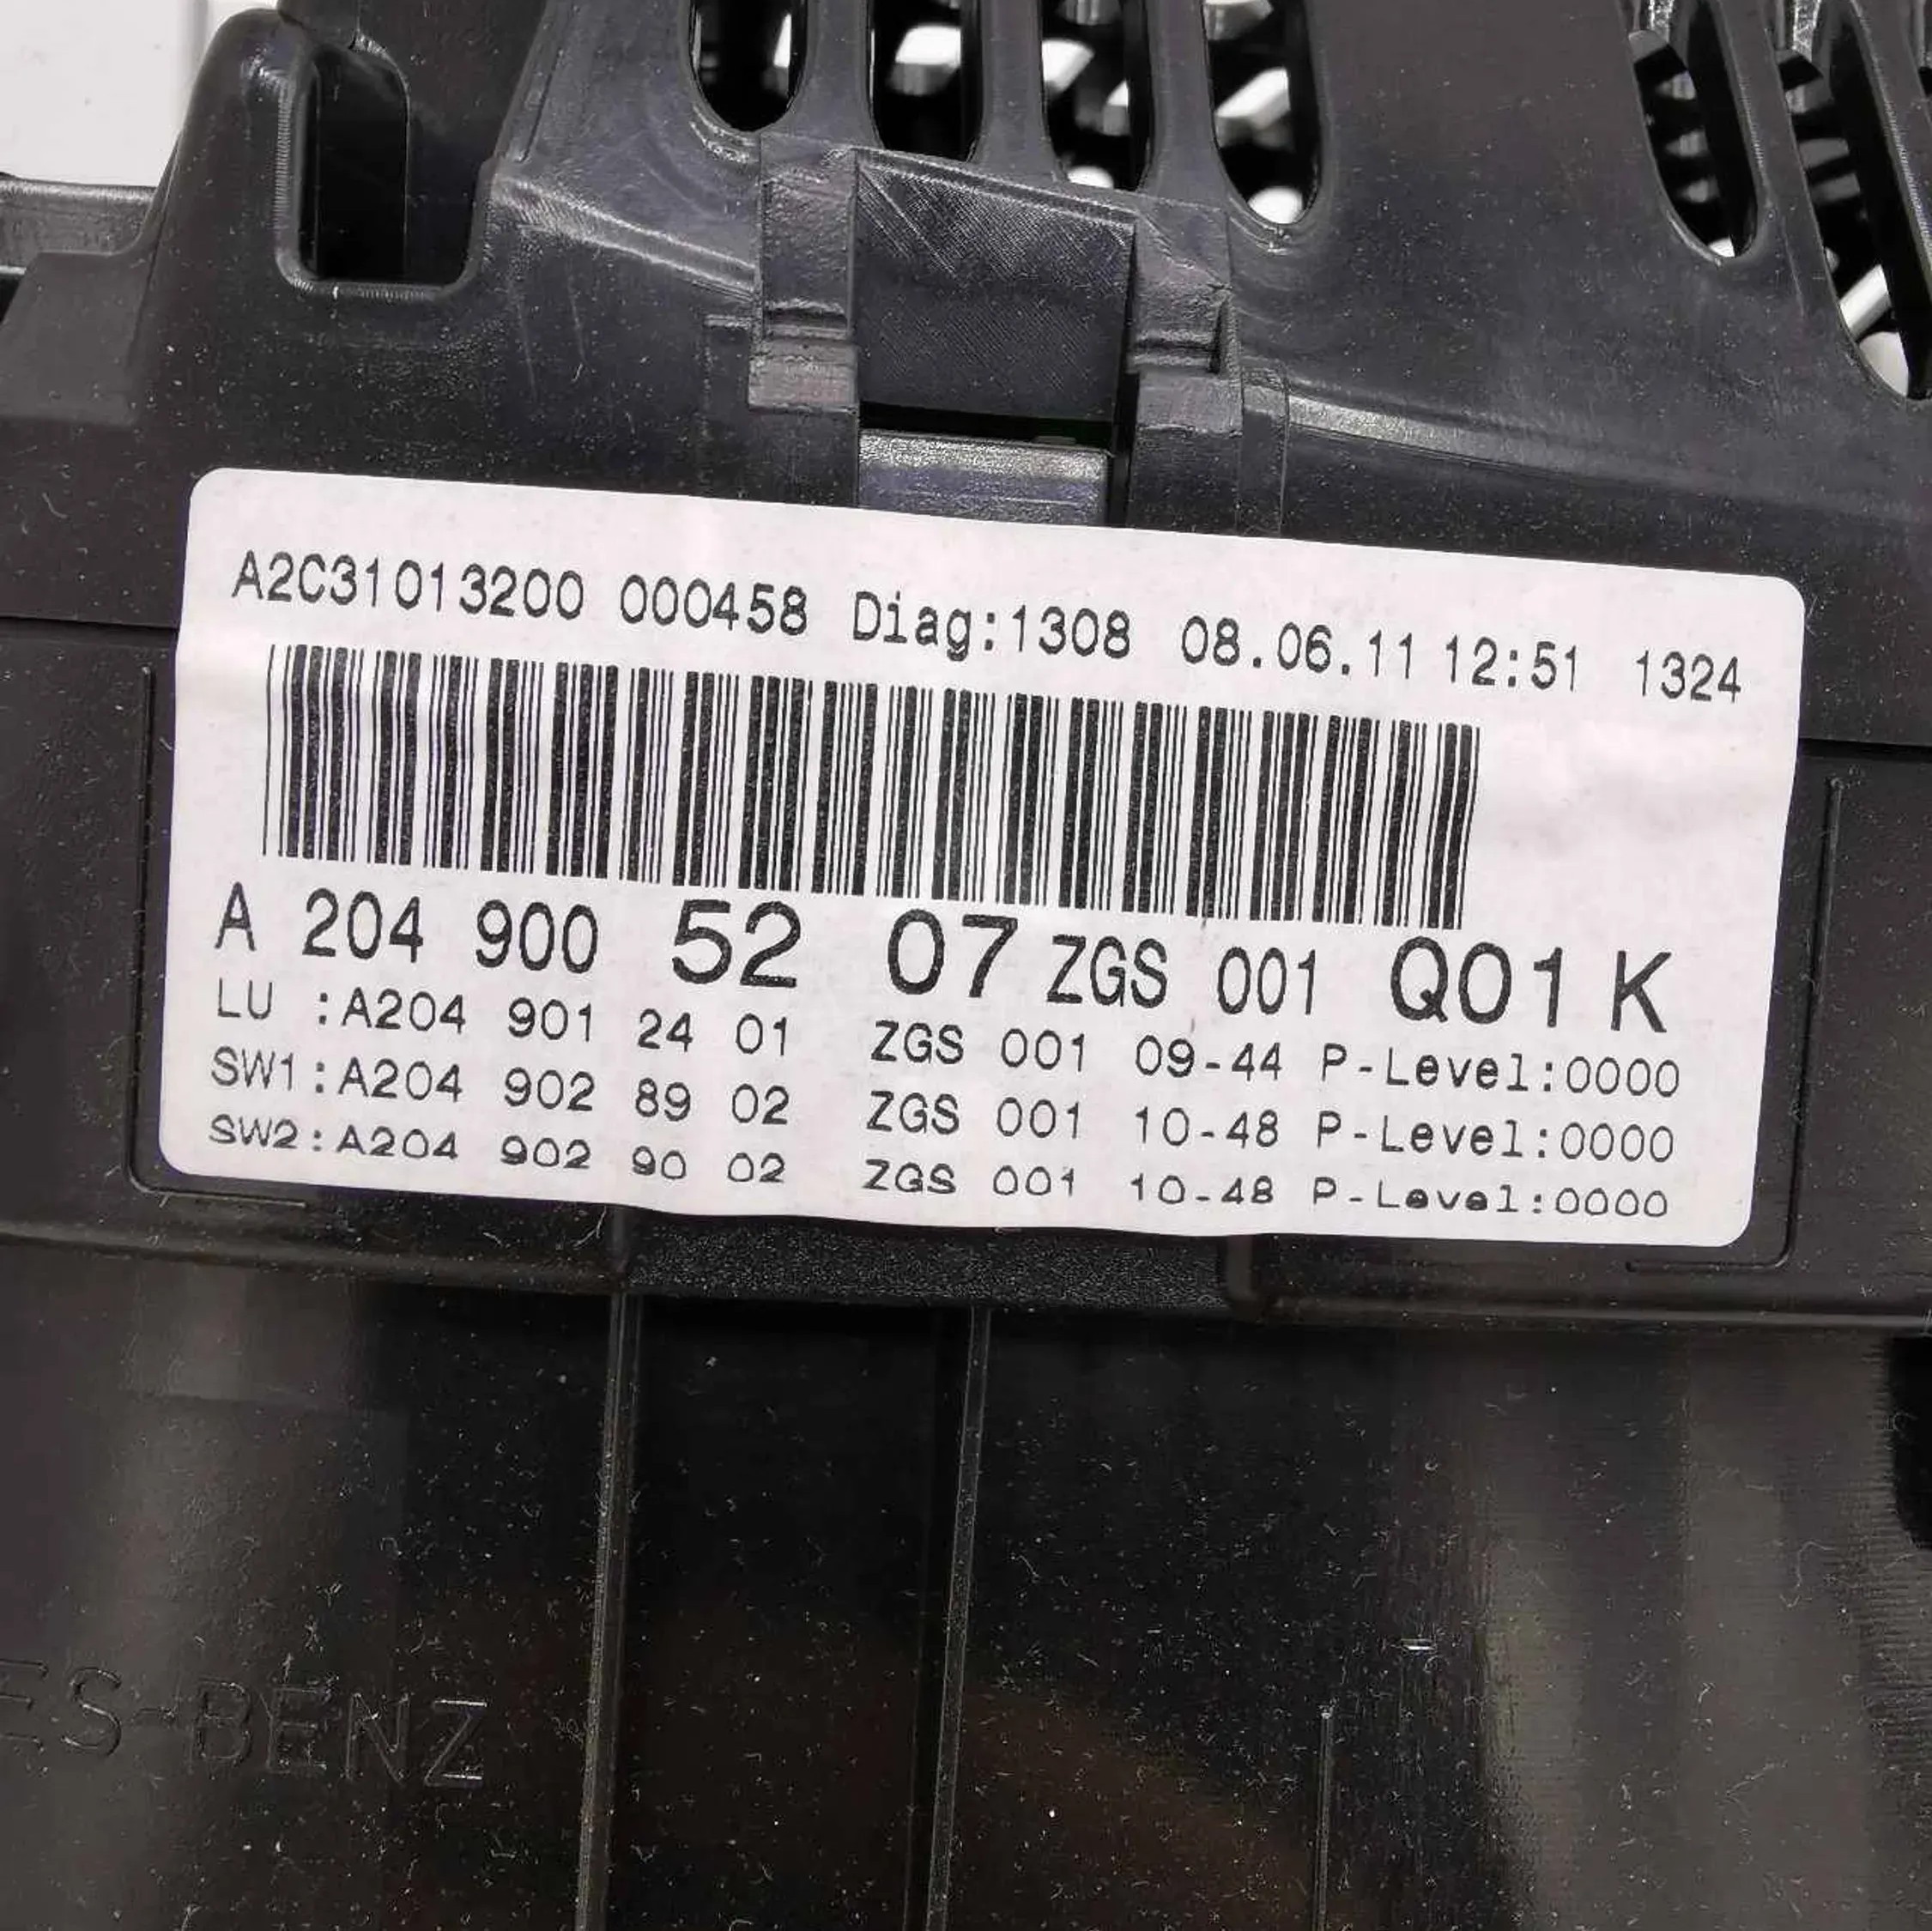 A2C31013200 000458 Diag:1308 08.06.11 12:51 1324
A 204 900 52 07 ZGS 001 Q01 K
LU :A204 901 24 01 ZGS 001 09-44 P-Level:0000
SW1:A204 902 89 02 ZGS 001 10-48 P-Level:0000
SW2:A204 902 90 02 ZGS 001 10-48 P-Level:0000
ES-BENZ